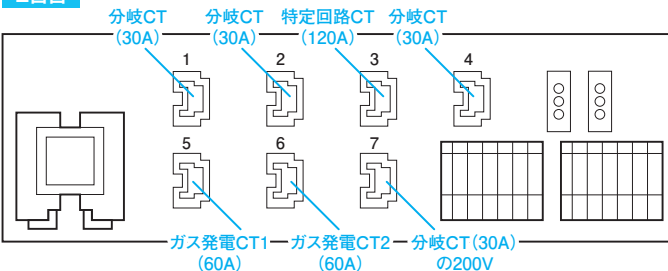 分岐CT
(30A)
分岐CT
(30A)
特定回路CT
(120A)
分岐CT
(30A)
1
2
3
4
5
6
7
ガス発電CT1
(60A)
ガス発電CT2
(60A)
分岐CT(30A)
の200V